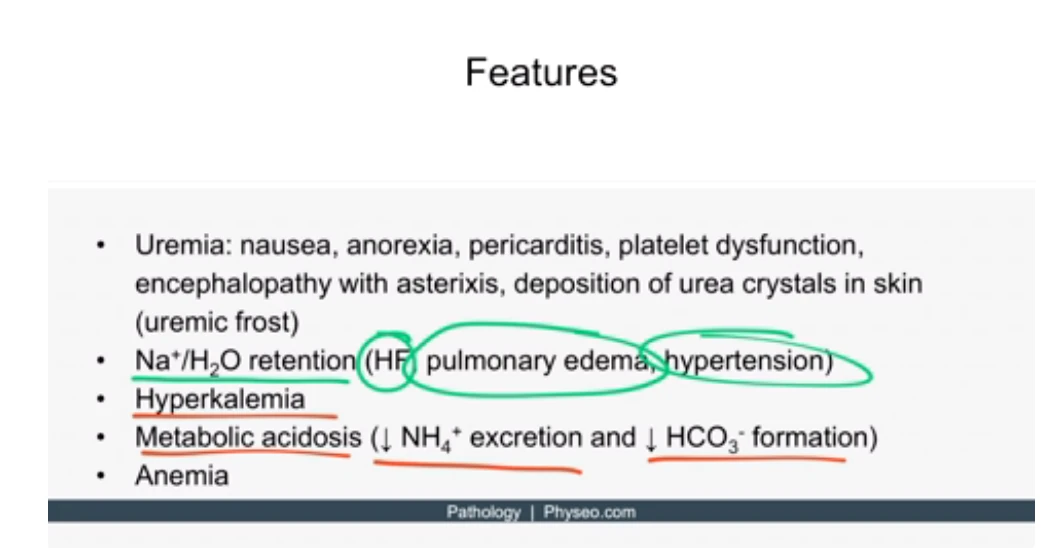 Features
• Uremia: nausea, anorexia, pericarditis, platelet dysfunction,
encephalopathy with asterixis, deposition of urea crystals in skin
(uremic frost)
• Na⁺/H₂O retention (HF, pulmonary edema, hypertension)
• Hyperkalemia
• Metabolic acidosis (↓ NH₄⁺ excretion and ↓ HCO₃⁻ formation)
• Anemia
Pathology | Physeo.com